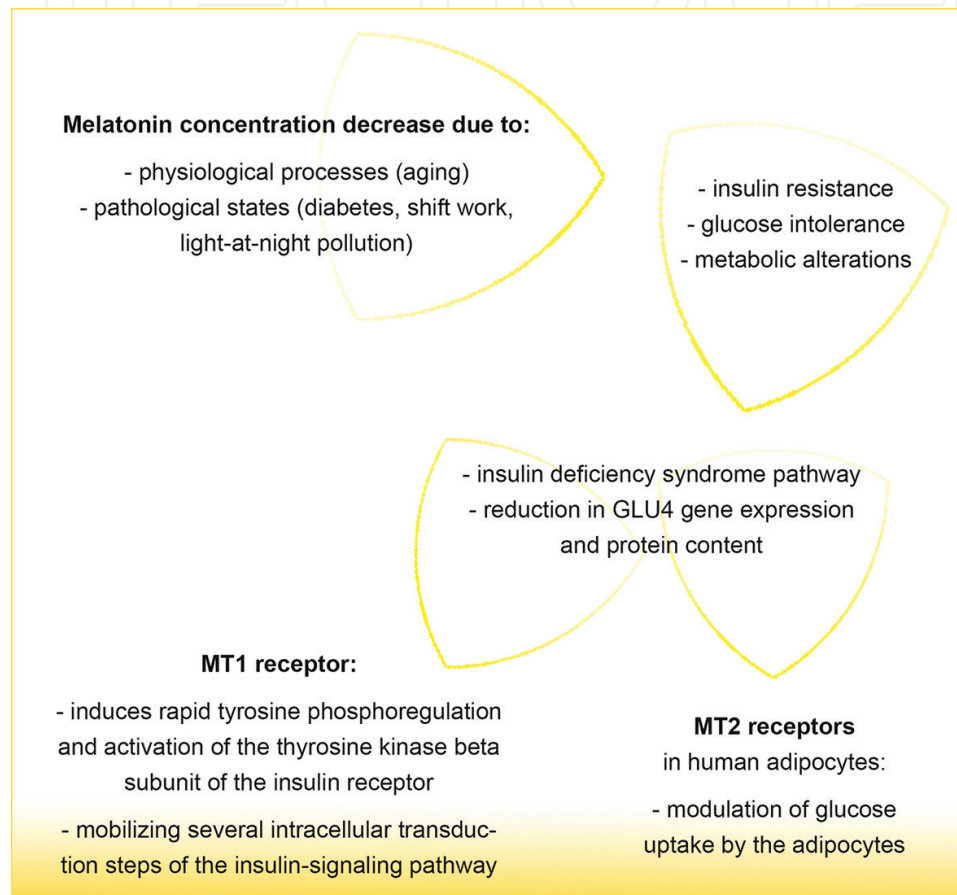 Melatonin concentration decrease due to:
- physiological processes (aging)
- pathological states (diabetes, shift work,
light-at-night pollution)
- insulin resistance
- glucose intolerance
- metabolic alterations
- insulin deficiency syndrome pathway
- reduction in GLU4 gene expression
and protein content
MT1 receptor:
- induces rapid tyrosine phosphoregulation
and activation of the thyrosine kinase beta
subunit of the insulin receptor
- mobilizing several intracellular transduc-
tion steps of the insulin-signaling pathway
MT2 receptors
in human adipocytes:
- modulation of glucose
uptake by the adipocytes